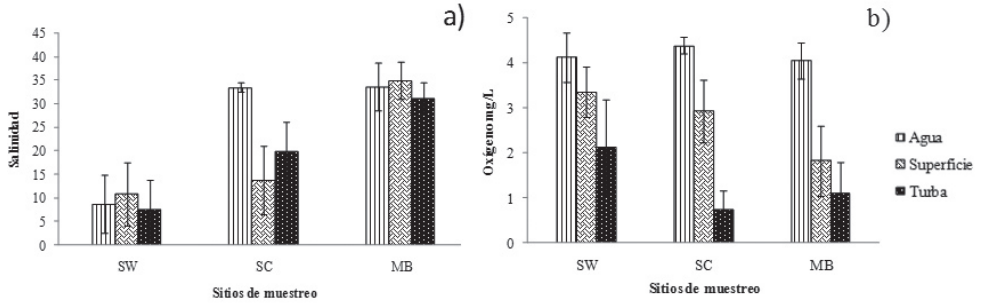 a)
45
40
35
30
25
20
15
10
5
0
Salinidad
SW SC MB
Sitios de muestreo
b)
5
4
3
2
1
0
Oxígeno mg/L
SW SC MB
Sitios de muestreo
Agua
Superficie
Turba